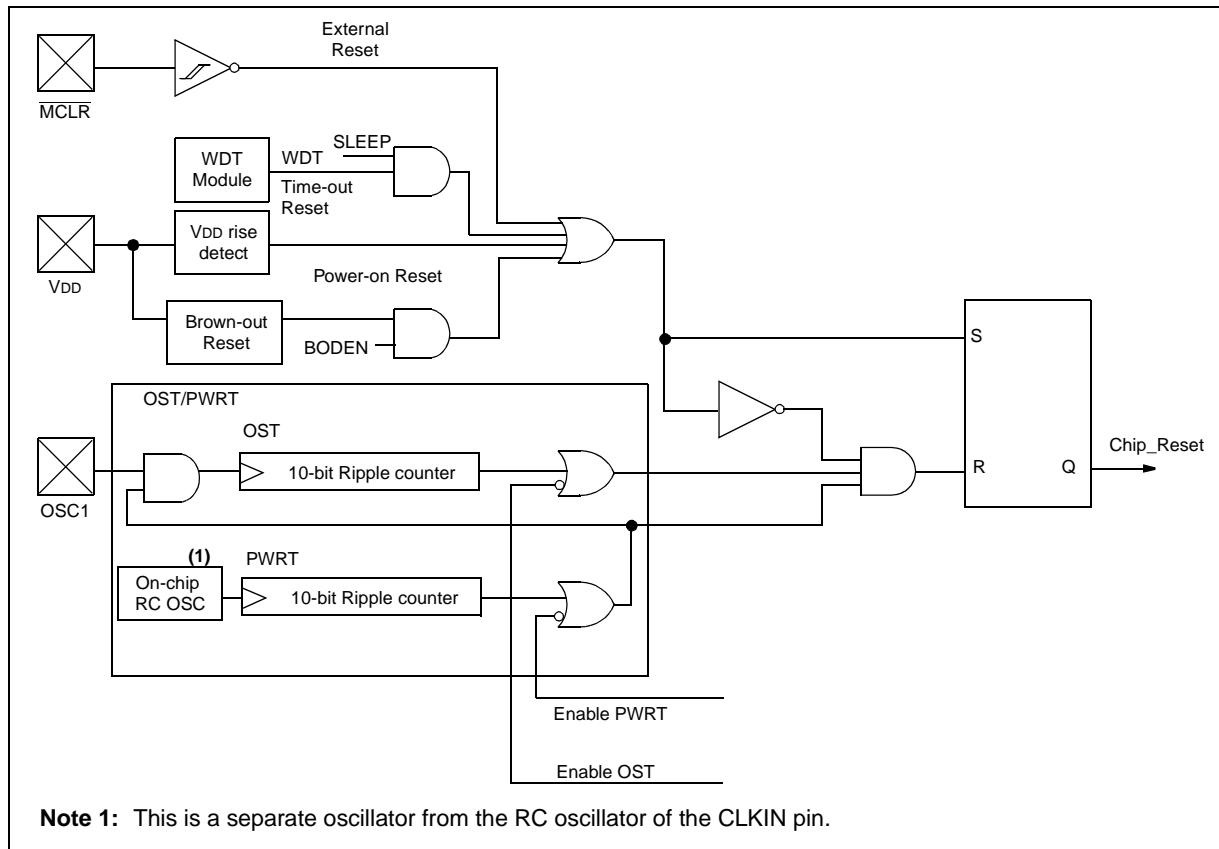 External
Reset
MCLR
SLEEP
WDT
Module
WDT
Time-out
Reset
VDD rise
detect
VDD
Power-on Reset
Brown-out
Reset
BODEN
OST/PWRT
OST
10-bit Ripple counter
OSC1
(1)
PWRT
On-chip
RC OSC
10-bit Ripple counter
S
R
Q
Chip_Reset
Enable PWRT
Enable OST
Note 1: This is a separate oscillator from the RC oscillator of the CLKIN pin.